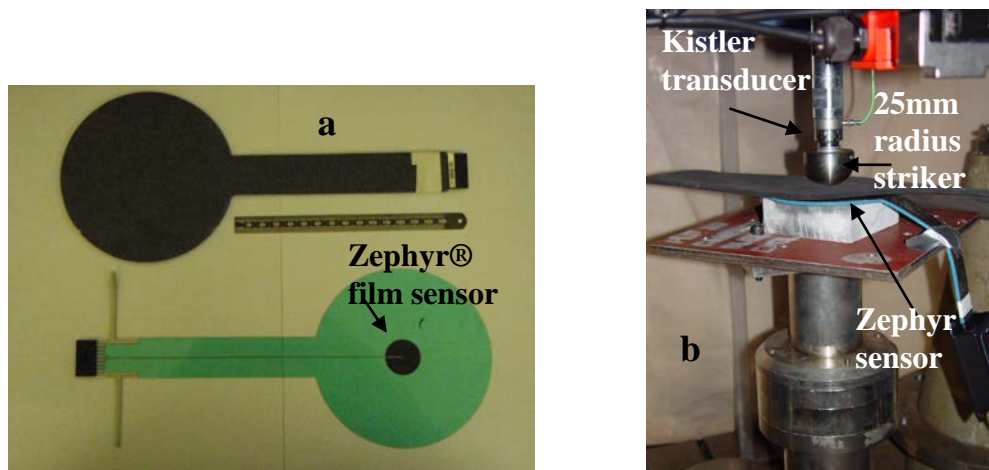 a
Zephyr®
film sensor
Kistler
transducer
25mm
radius
striker
Zephyr
sensor
b